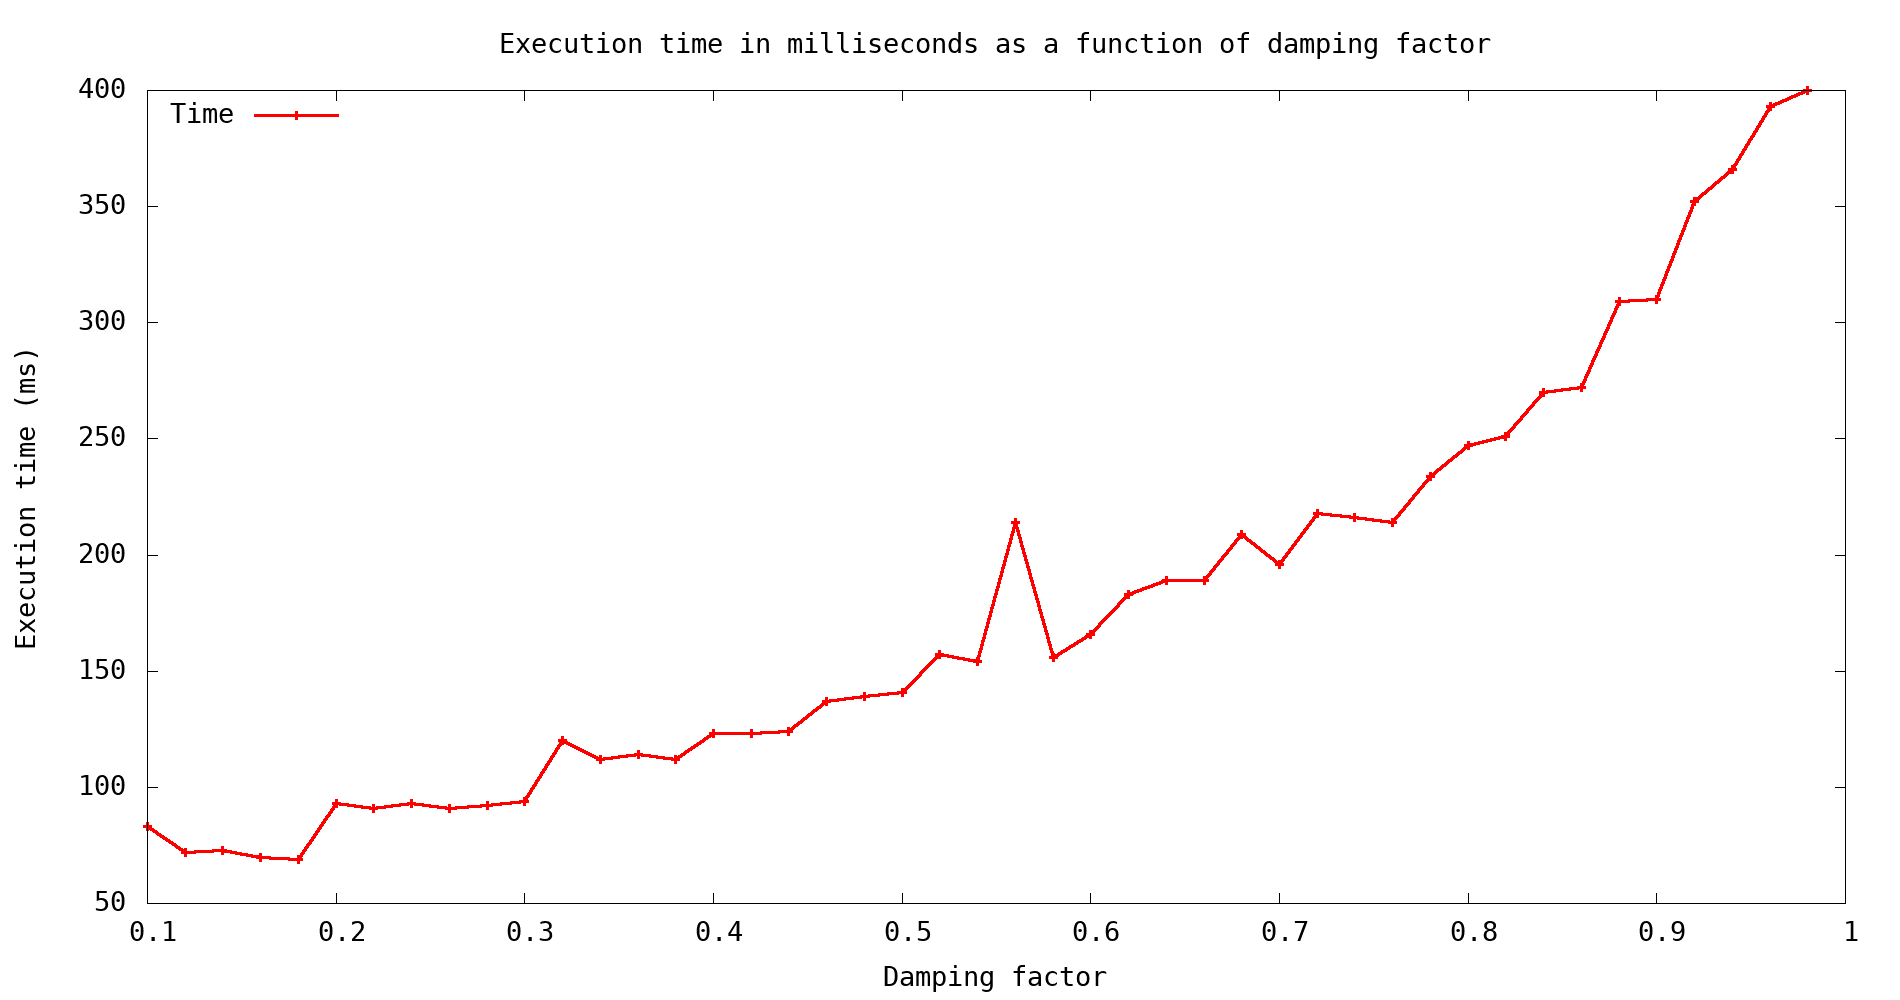 Execution time in milliseconds as a function of damping factor
Time
400
350
300
250
200
150
100
50
Execution time (ms)
0.1 0.2 0.3 0.4 0.5 0.6 0.7 0.8 0.9 1
Damping factor